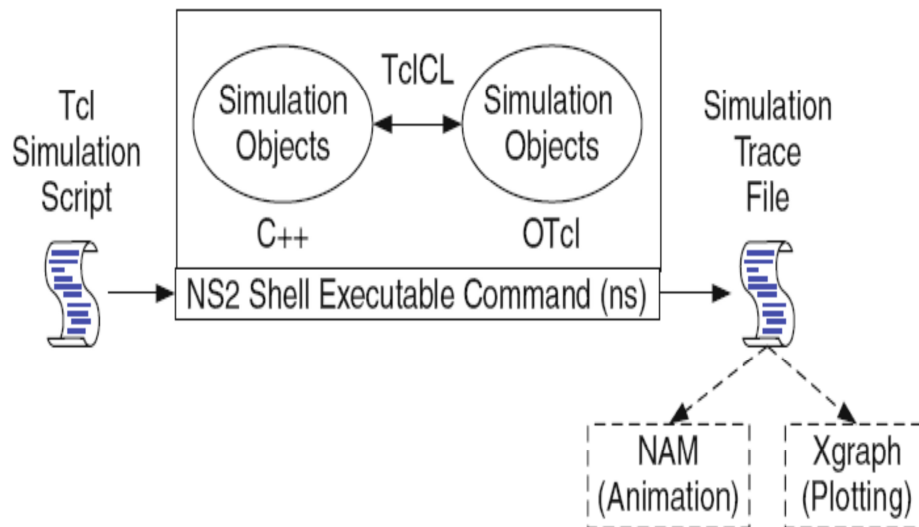 Tcl
Simulation
Script
TclCL
Simulation
Objects
Simulation
Objects
C++
OTcl
NS2 Shell Executable Command (ns)
Simulation
Trace
File
NAM
(Animation)
Xgraph
(Plotting)